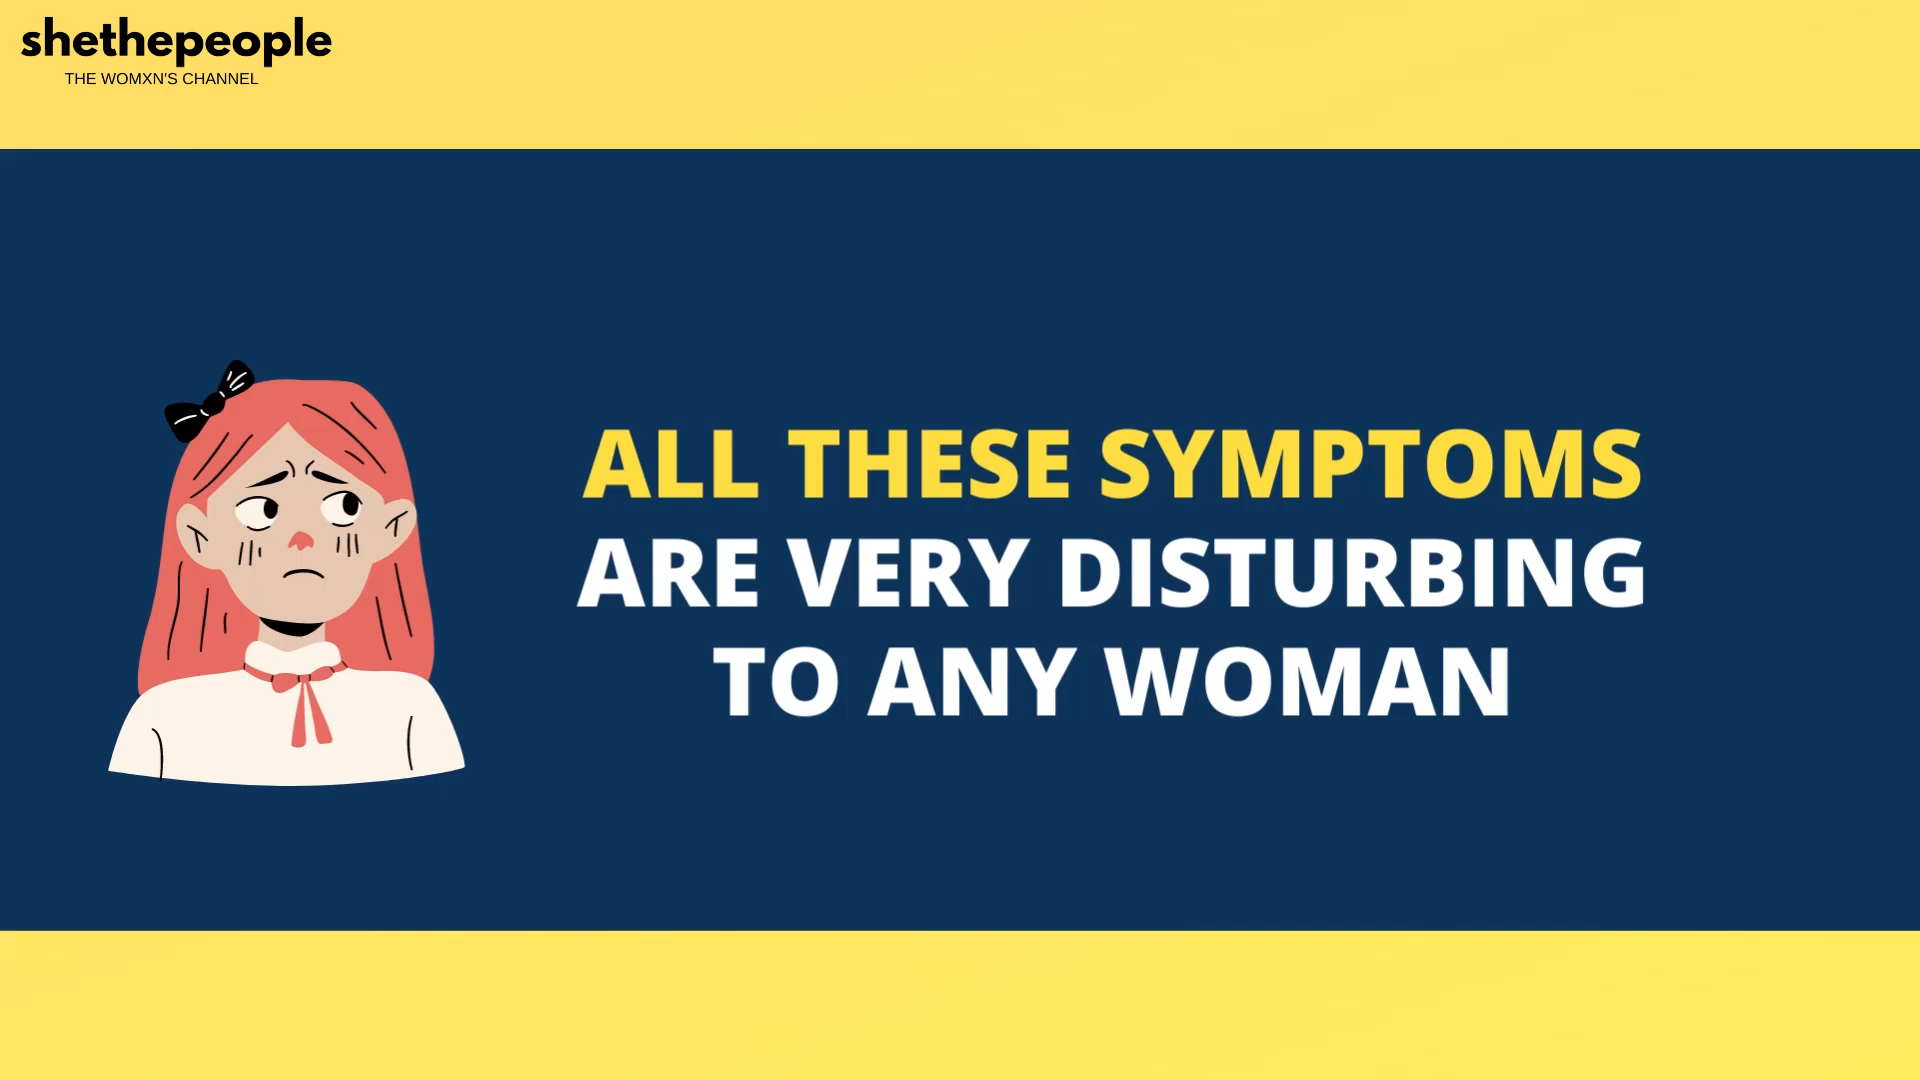 shethepeople
THE WOMXN'S CHANNEL
ALL THESE SYMPTOMS
ARE VERY DISTURBING
TO ANY WOMAN